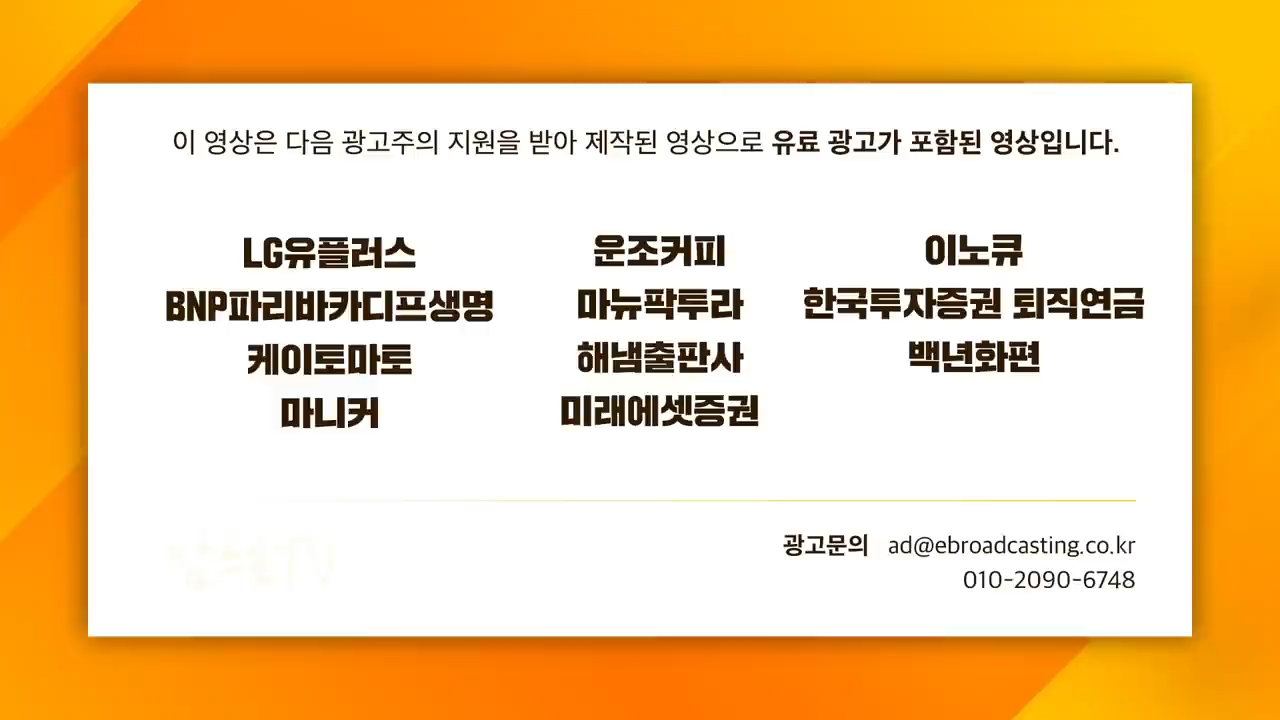 이 영상은 다음 광고주의 지원을 받아 제작된 영상으로 유료 광고가 포함된 영상입니다.
LG유플러스
BNP파리바카디프생명
케이토마토
마니커
운조커피
마뉴팍투라
해냄출판사
미래에셋증권
이노큐
한국투자증권 퇴직연금
백년화편
광고문의 ad@ebroadcasting.co.kr
010-2090-6748